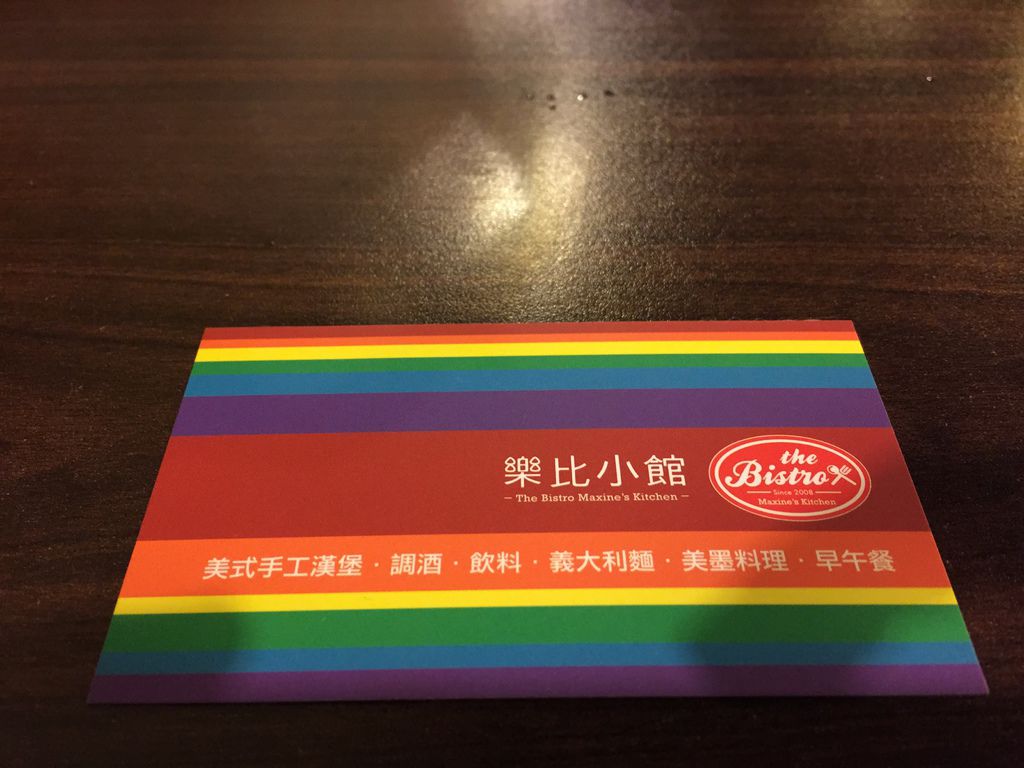 樂比小館
– The Bistro Maxine's Kitchen –
the
Bistro
Since 2008
Maxine's Kitchen
美式手工漢堡·調酒·飲料·義大利麵·美墨料理·早午餐